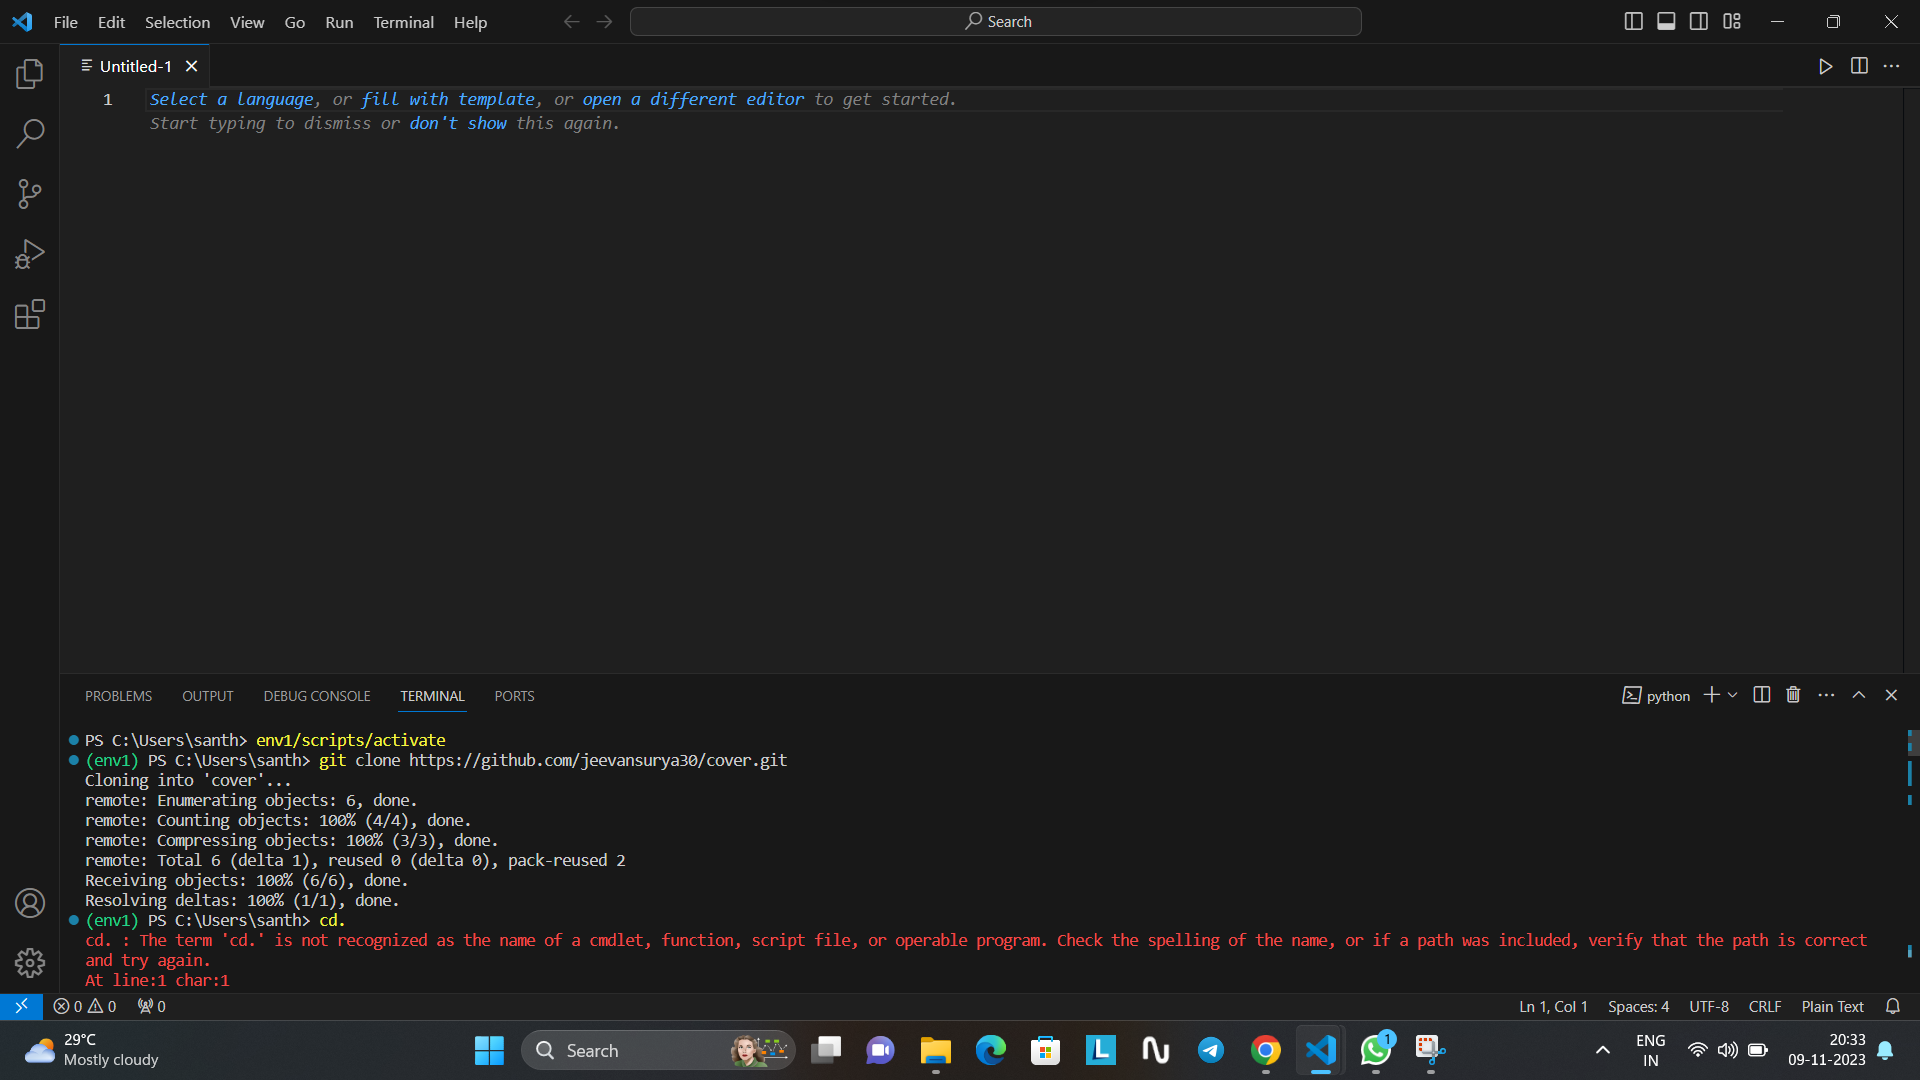 File Edit Selection View Go Run Terminal Help
Search
Untitled-1
1 Select a language, or fill with template, or open a different editor to get started.
Start typing to dismiss or don't show this again.
PROBLEMS OUTPUT DEBUG CONSOLE TERMINAL PORTS
python
PS C:\Users\santh> env1/scripts/activate
(env1) PS C:\Users\santh> git clone https://github.com/jeevansurya30/cover.git
Cloning into 'cover'...
remote: Enumerating objects: 6, done.
remote: Counting objects: 100% (4/4), done.
remote: Compressing objects: 100% (3/3), done.
remote: Total 6 (delta 1), reused 0 (delta 0), pack-reused 2
Receiving objects: 100% (6/6), done.
Resolving deltas: 100% (1/1), done.
(env1) PS C:\Users\santh> cd.
cd. : The term 'cd.' is not recognized as the name of a cmdlet, function, script file, or operable program. Check the spelling of the name, or if a path was included, verify that the path is correct
and try again.
At line:1 char:1
0 0 0
Ln 1, Col 1 Spaces: 4 UTF-8 CRLF Plain Text
29°C
Mostly cloudy
Search
L
1
ENG
IN
20:33
09-11-2023